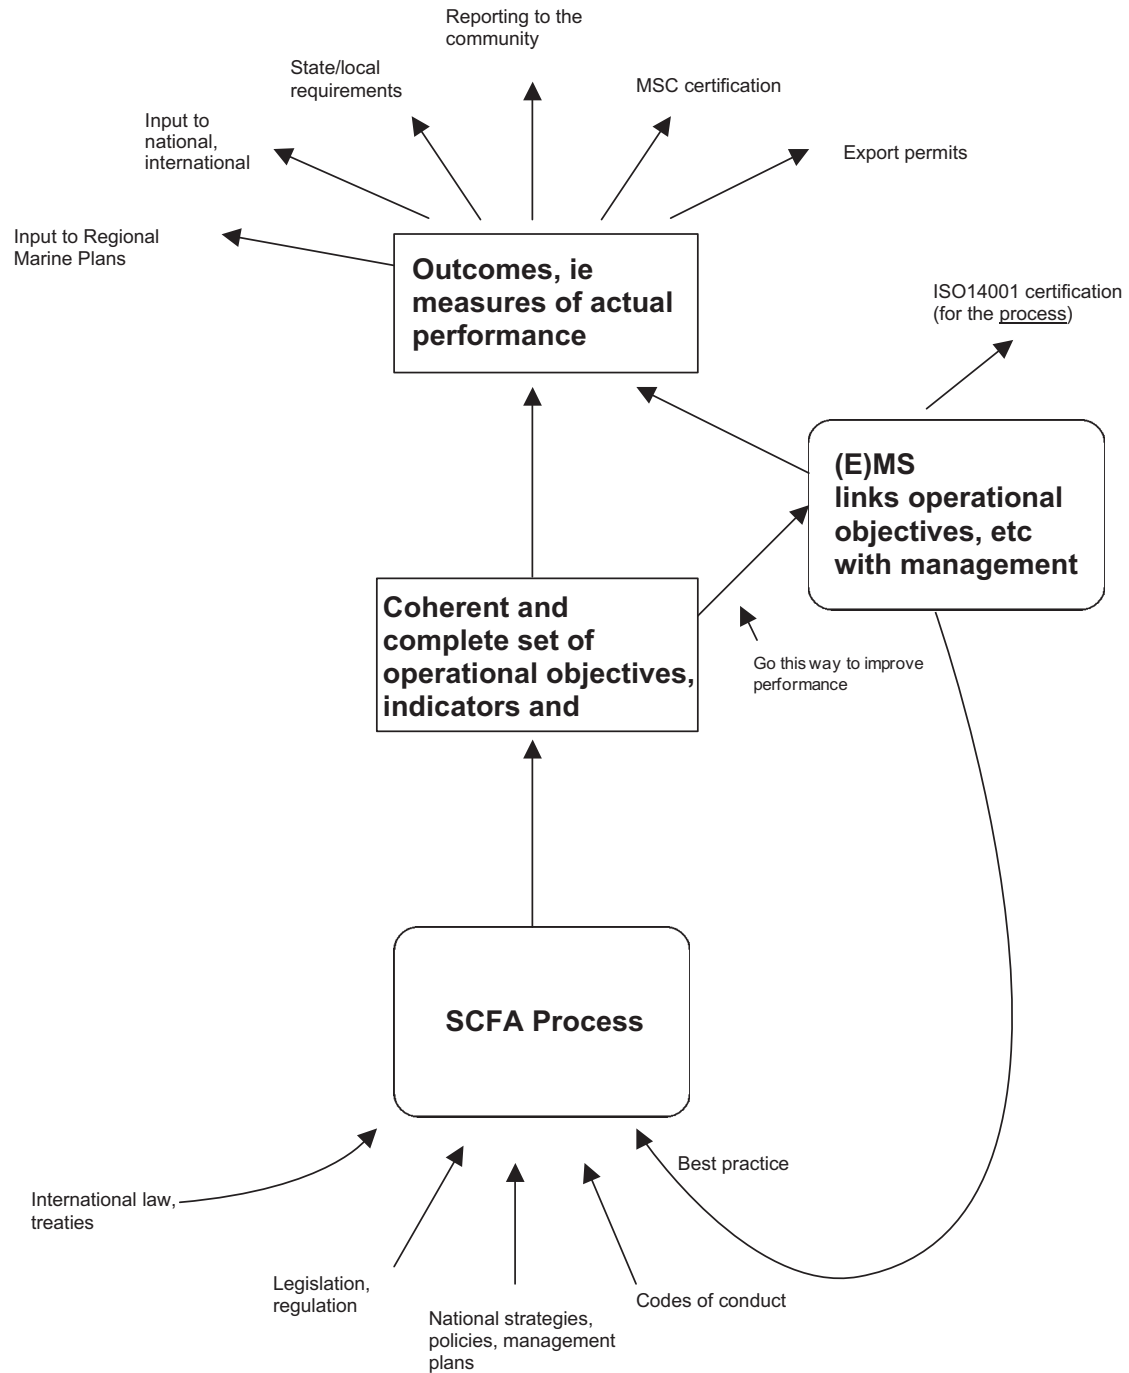 Reporting to the
community
State/local
requirements
MSC certification
Input to
national,
international
Export permits
Input to Regional
Marine Plans
Outcomes, ie
measures of actual
performance
ISO14001 certification
(for the process)
(E)MS
links operational
objectives, etc
with management
Coherent and
complete set of
operational objectives,
indicators and
Go this way to improve
performance
SCFA Process
Best practice
International law,
treaties
Legislation,
regulation
National strategies,
policies, management
plans
Codes of conduct